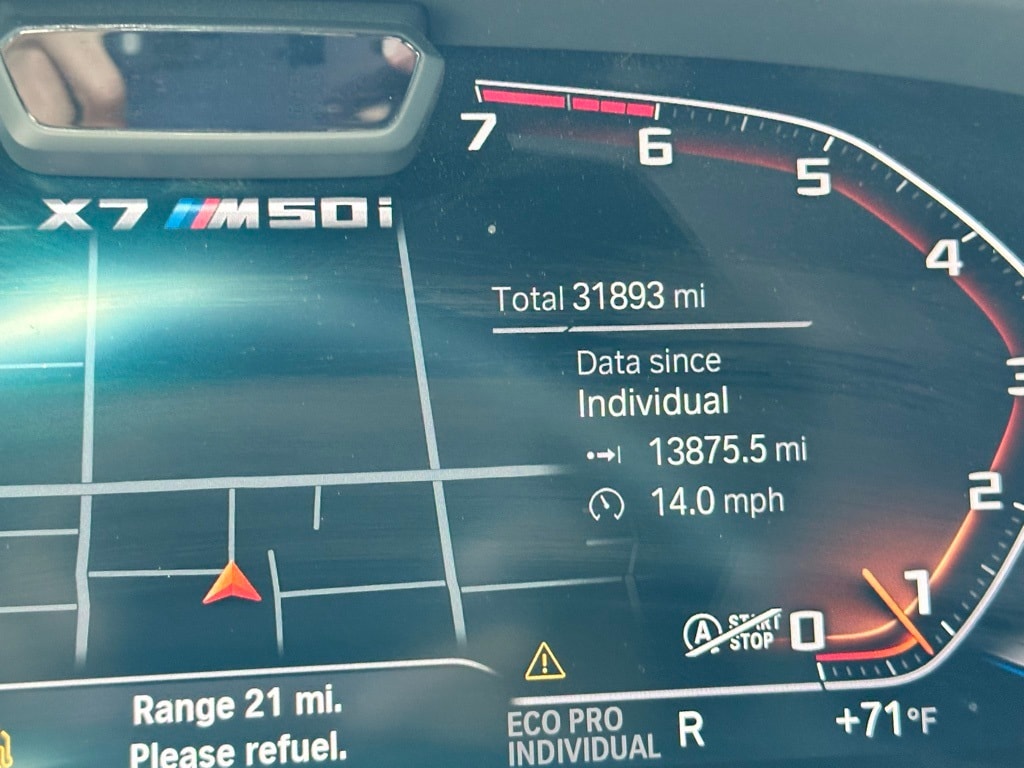 X7 M50i
7
6
5
4
3
2
1
0
Total 31893 mi
Data since
Individual
13875.5 mi
14.0 mph
A START
STOP
Range 21 mi.
Please refuel.
ECO PRO
INDIVIDUAL
R
+71°F